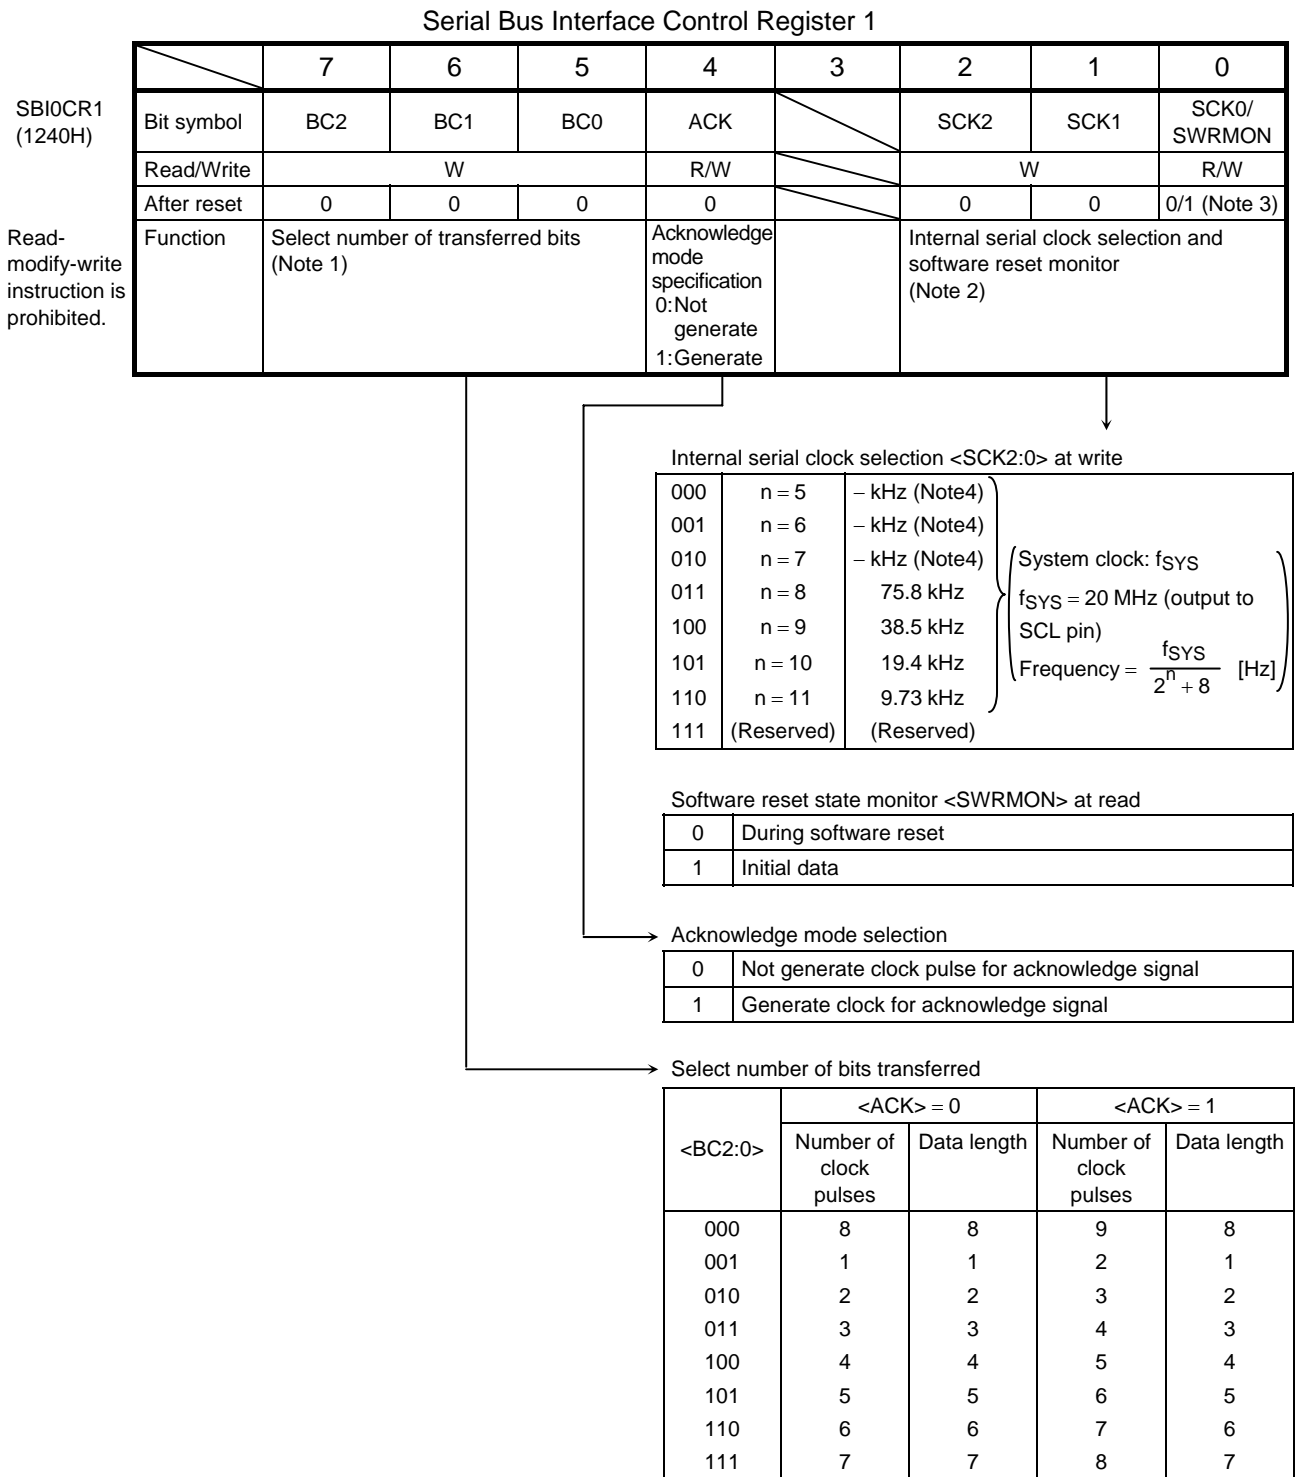 Serial Bus Interface Control Register 1
7 6 5 4 3 2 1 0
SBI0CR1
(1240H)
Bit symbol BC2 BC1 BC0 ACK SCK2 SCK1 SCK0/
SWRMON
Read/Write W R/W W R/W
After reset 0 0 0 0 0 0 0/1 (Note 3)
Read-
modify-write
instruction is
prohibited.
Function
Select number of transferred bits
(Note 1)
Acknowledge
mode
specification
0:Not
generate
1:Generate
Internal serial clock selection and
software reset monitor
(Note 2)
Internal serial clock selection <SCK2:0> at write
000 n = 5 − kHz (Note4)
001 n = 6 − kHz (Note4)
010 n = 7 − kHz (Note4)
011 n = 8 75.8 kHz
100 n = 9 38.5 kHz
101 n = 10 19.4 kHz
110 n = 11 9.73 kHz
111 (Reserved) (Reserved)
System clock: fSYS
fSYS = 20 MHz (output to
SCL pin)
Frequency = fSYS / 2^n + 8 [Hz]
Software reset state monitor <SWRMON> at read
0 During software reset
1 Initial data
Acknowledge mode selection
0 Not generate clock pulse for acknowledge signal
1 Generate clock for acknowledge signal
Select number of bits transferred
<BC2:0>
<ACK> = 0 <ACK> = 1
Number of
clock
pulses
Data length
Number of
clock
pulses
Data length
000 8 8 9 8
001 1 1 2 1
010 2 2 3 2
011 3 3 4 3
100 4 4 5 4
101 5 5 6 5
110 6 6 7 6
111 7 7 8 7